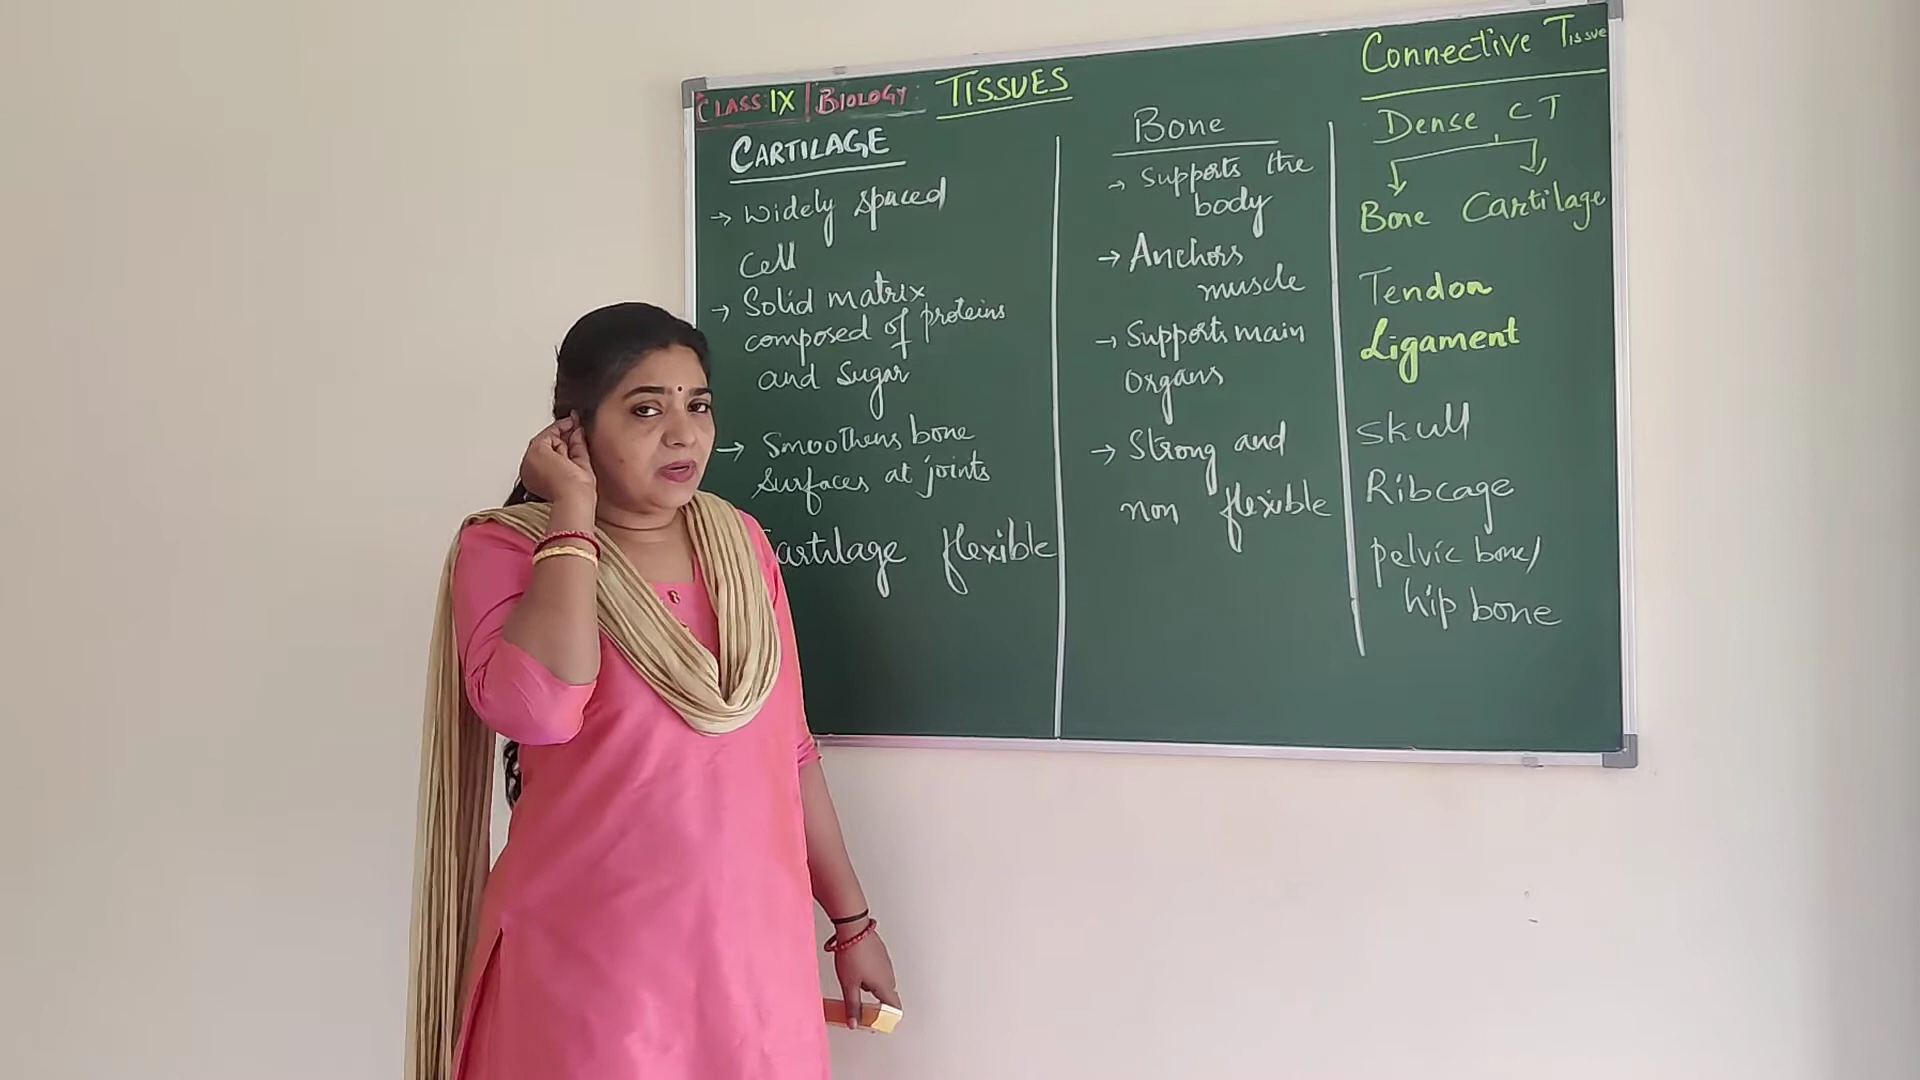 CLASS: IX | BIOLOGY: TISSUES
CARTILAGE
→ Widely spaced
Cell
→ Solid matrix
composed of proteins
and Sugar
→ Smoothens bone
Surfaces at joints
Cartilage flexible
Bone
→ Supports the
body
→ Anchors
muscle
→ Supports main
Organs
→ Strong and
non flexible
Connective Tissue
Dense CT
Bone Cartilage
Tendon
Ligament
Skull
Ribcage
pelvic bone/
hip bone